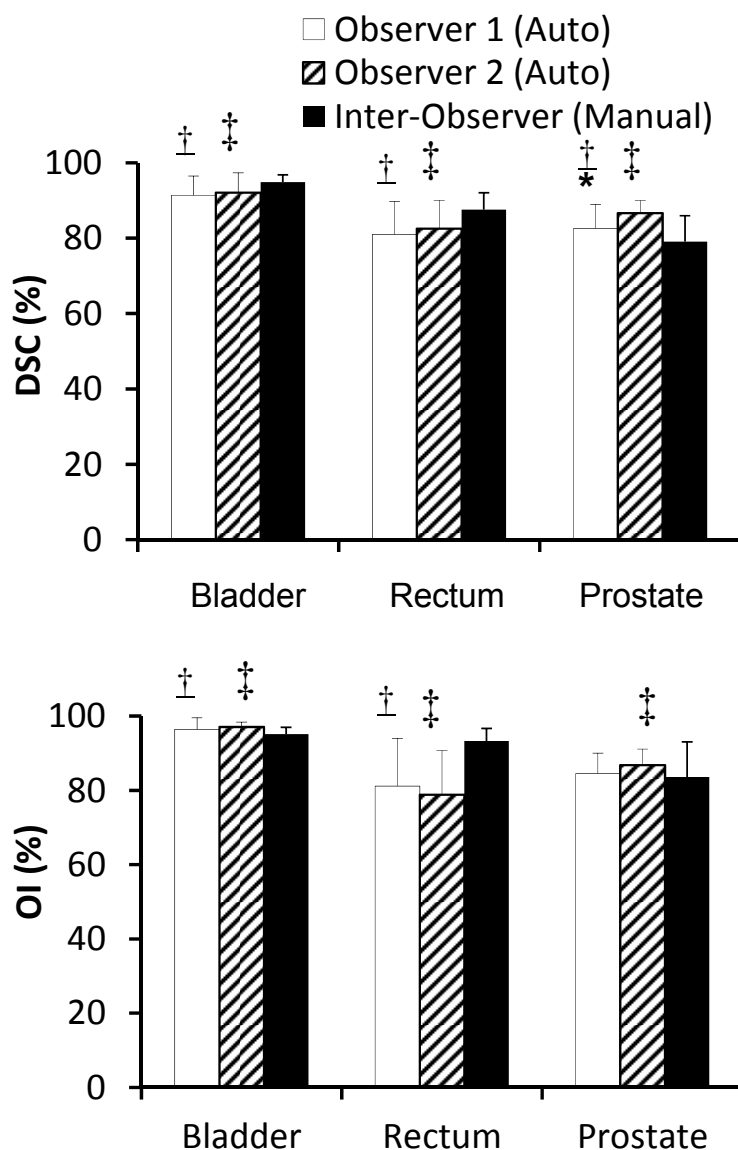 Observer 1 (Auto)
Observer 2 (Auto)
Inter-Observer (Manual)
† ‡ † ‡ † ‡
*
100
80
60
40
20
0
DSC (%)
Bladder Rectum Prostate
† ‡ † ‡ ‡
100
80
60
40
20
0
OI (%)
Bladder Rectum Prostate